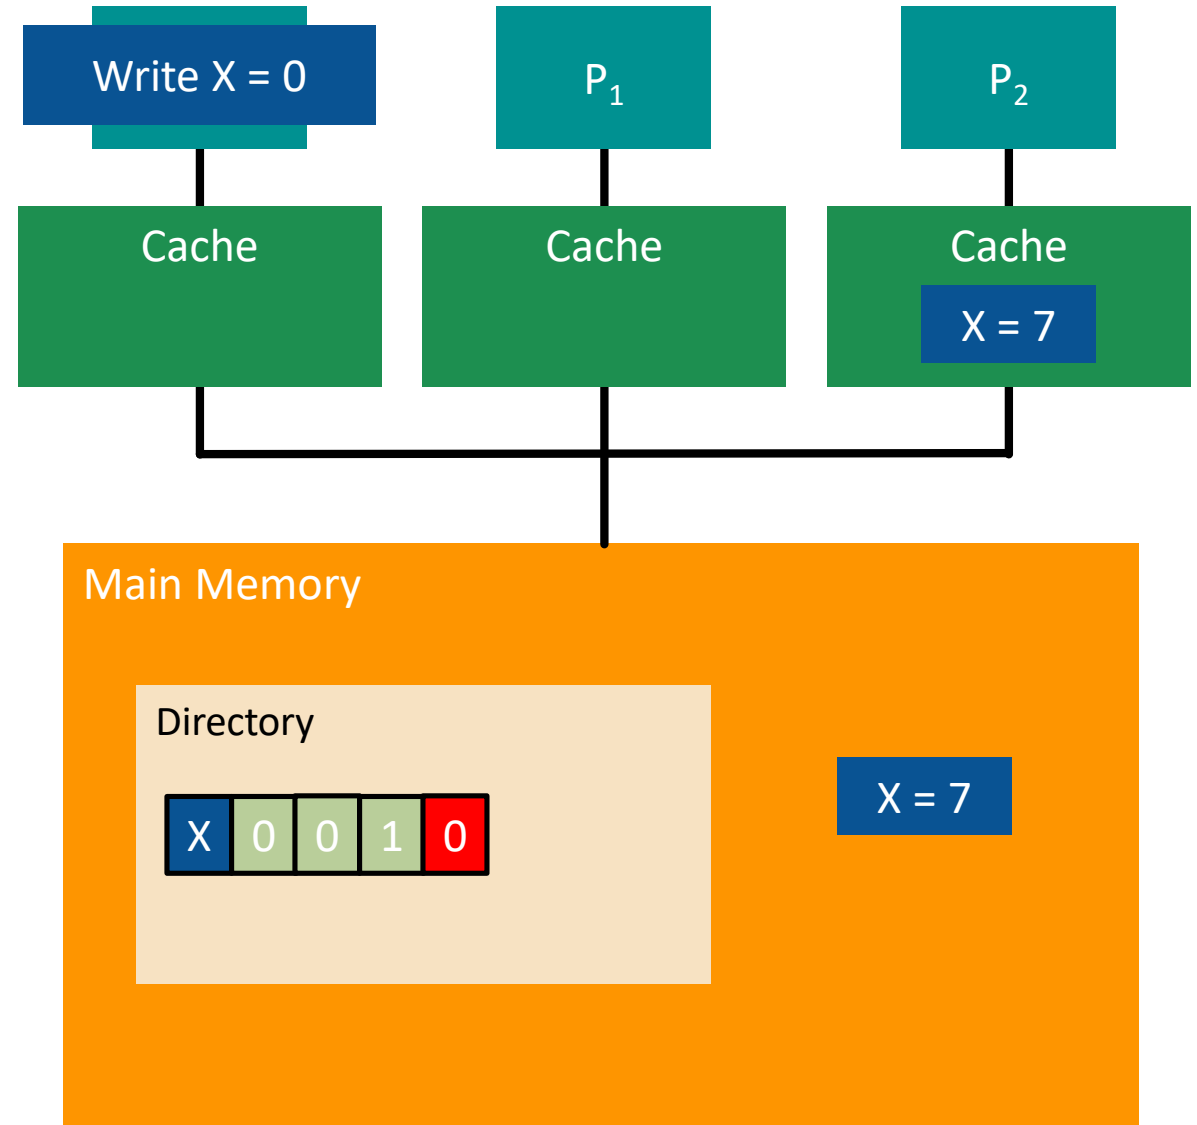 Write X = 0
P₁
P₂
Cache
Cache
Cache
X = 7
Main Memory
Directory
X = 7
X 0 0 1 0